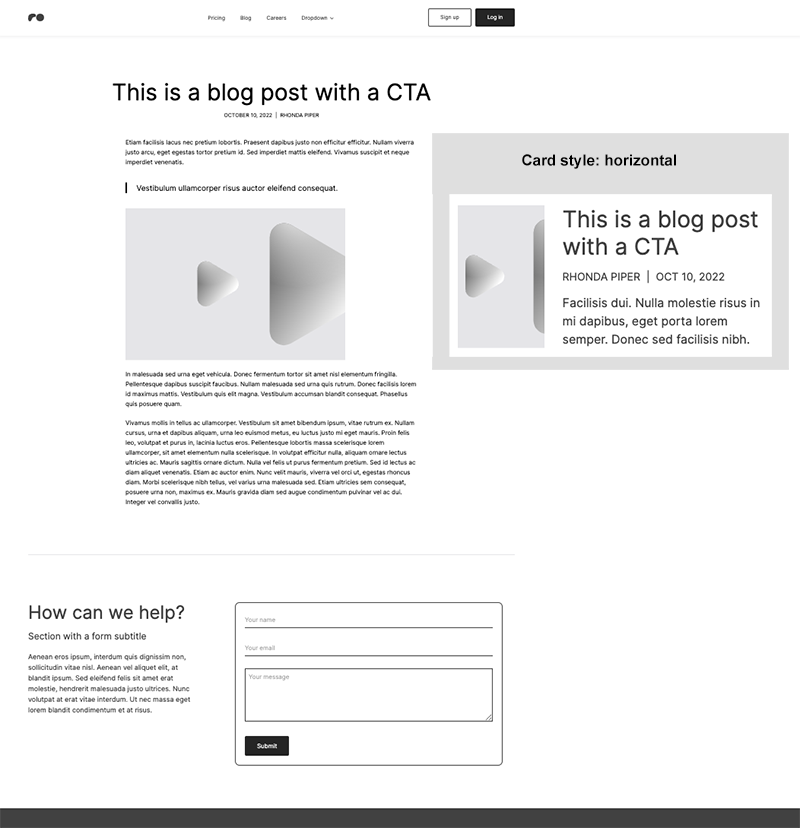 Pricing Blog Careers Dropdown Sign up Log in
This is a blog post with a CTA
OCTOBER 10, 2022 | RHONDA PIPER
Etiam facilisis lacus nec pretium lobortis. Praesent dapibus justo non efficitur efficitur. Nullam viverra
justo arcu, eget egestas tortor pretium id. Sed imperdiet mattis eleifend. Vivamus suscipit et neque
imperdiet venenatis.
Vestibulum ullamcorper risus auctor eleifend consequat.
In malesuada sed urna eget vehicula. Donec fermentum tortor sit amet nisl elementum fringilla.
Pellentesque dapibus suscipit faucibus. Nullam malesuada sed urna quis rutrum. Donec facilisis lorem
id maximus mattis. Vestibulum quis elit magna. Vestibulum accumsan blandit consequat. Phasellus
quis posuere quam.
Vivamus mollis in tellus ac ullamcorper. Vestibulum sit amet bibendum ipsum, vitae rutrum ex. Nullam
cursus, urna et dapibus aliquam, urna leo euismod metus, eu luctus justo mi eget mauris. Proin felis
leo, volutpat et purus in, lacinia luctus eros. Pellentesque lobortis massa scelerisque lorem
ullamcorper, sit amet elementum nulla scelerisque. In volutpat efficitur nulla, aliquam ornare lectus
ultricies ac. Mauris sagittis ornare dictum. Nulla vel felis ut purus fermentum pretium. Sed id lectus ac
diam aliquet venenatis. Etiam ac auctor enim. Nunc velit mauris, viverra vel orci ut, egestas rhoncus
diam. Morbi scelerisque nibh tellus, vel varius urna malesuada sed. Etiam ultricies sem consequat,
posuere urna non, maximus ex. Mauris gravida diam sed augue condimentum pulvinar vel ac dui.
Integer vel convallis justo.
Card style: horizontal
This is a blog post
with a CTA
RHONDA PIPER | OCT 10, 2022
Facilisis dui. Nulla molestie risus in
mi dapibus, eget porta lorem
semper. Donec sed facilisis nibh.
How can we help?
Section with a form subtitle
Aenean eros ipsum, interdum quis dignissim non,
sollicitudin vitae nisl. Aenean vel aliquet elit, at
blandit ipsum. Sed eleifend felis sit amet erat
molestie, hendrerit malesuada justo ultrices. Nunc
volutpat at erat vitae interdum. Ut nec massa eget
lorem blandit condimentum et at risus.
Your name
Your email
Your message
Submit